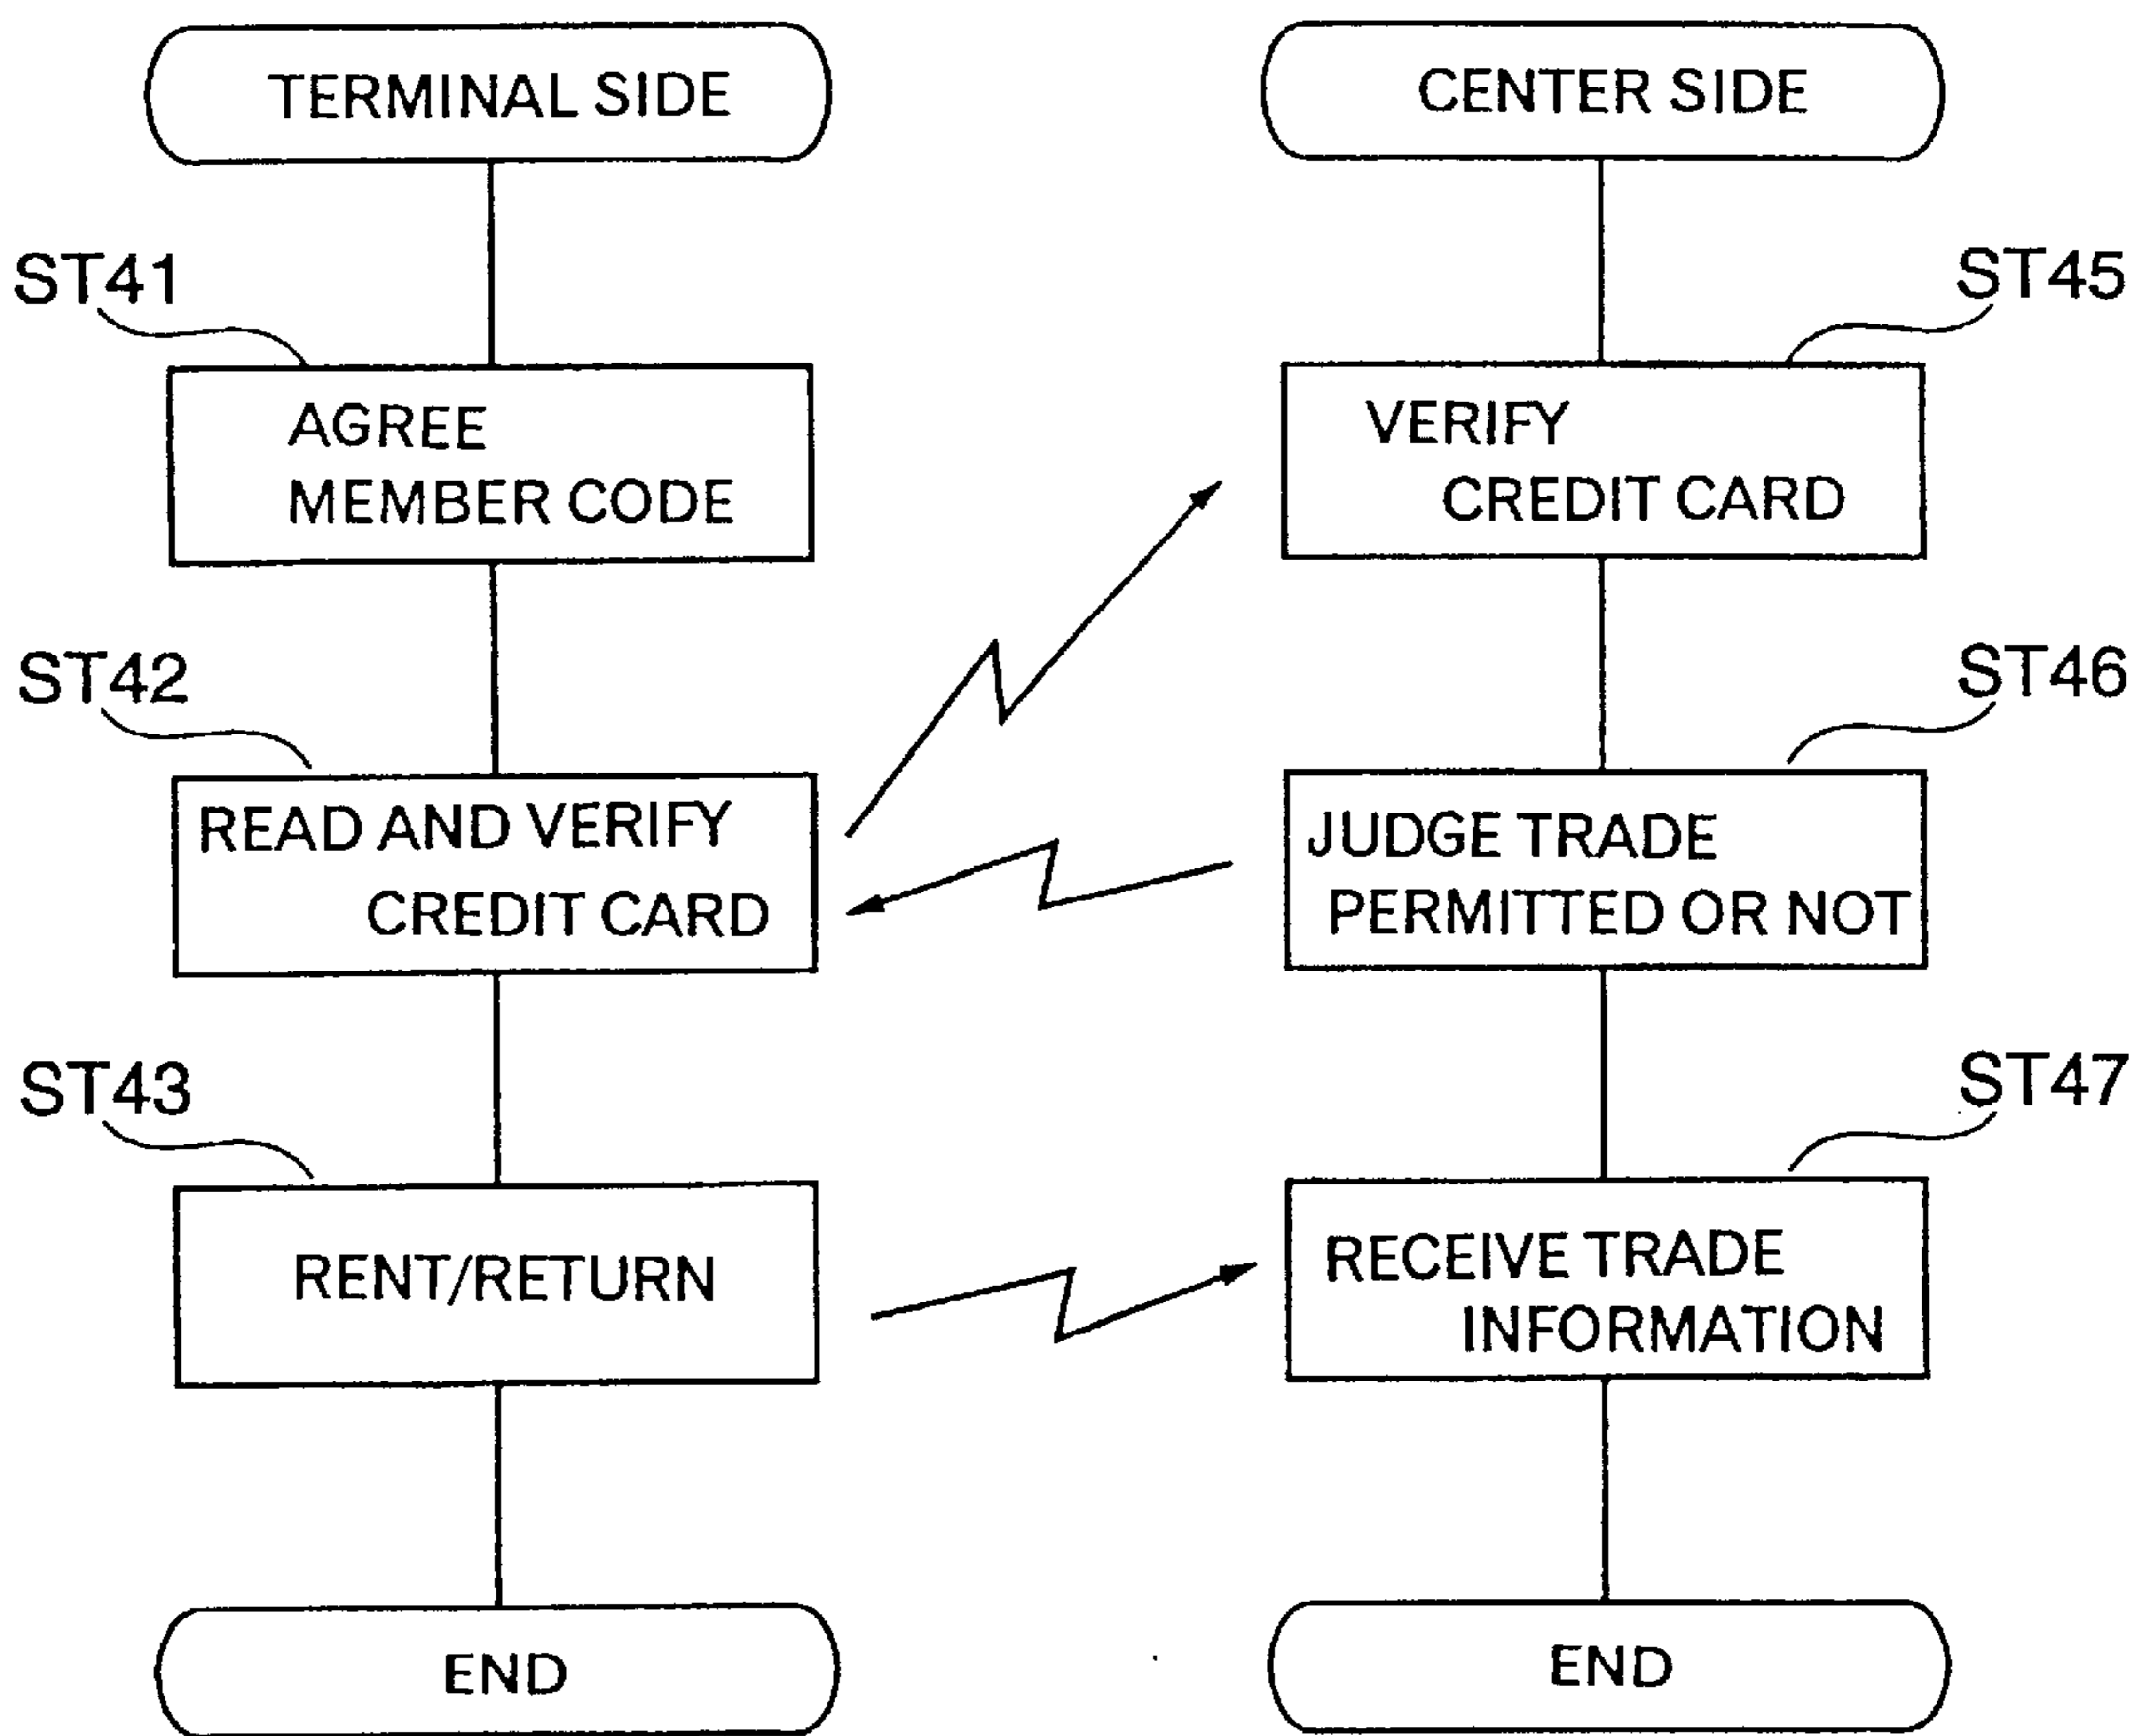 TERMINAL SIDE
ST41
AGREE
MEMBER CODE
ST42
READ AND VERIFY
CREDIT CARD
ST43
RENT/RETURN
END
CENTER SIDE
ST45
VERIFY
CREDIT CARD
ST46
JUDGE TRADE
PERMITTED OR NOT
ST47
RECEIVE TRADE
INFORMATION
END